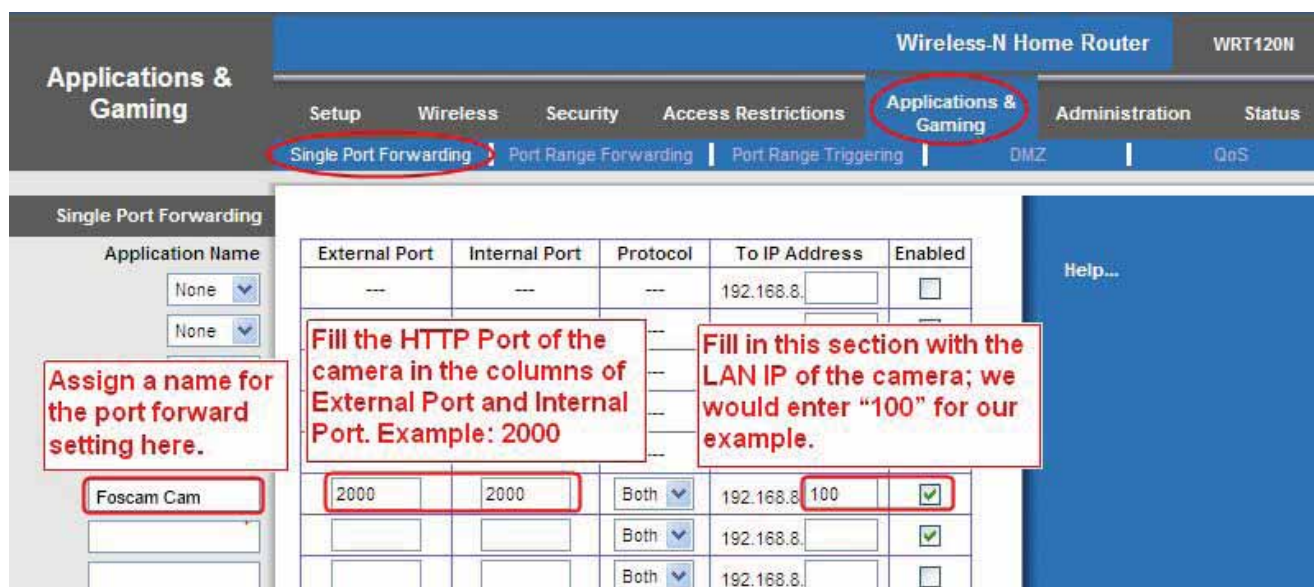 Wireless-N Home Router WRT120N
Applications &
Gaming
Setup Wireless Security Access Restrictions Applications & Gaming Administration Status
Single Port Forwarding Port Range Forwarding Port Range Triggering DMZ QoS
Single Port Forwarding
Application Name External Port Internal Port Protocol To IP Address Enabled
Help...
None --- --- --- 192.168.8.
None ---
Assign a name for
the port forward
setting here.
Fill the HTTP Port of the
camera in the columns of
External Port and Internal
Port. Example: 2000
Fill in this section with the
LAN IP of the camera; we
would enter “100” for our
example.
---
---
---
Foscam Cam 2000 2000 Both 192.168.8. 100
Both 192.168.8.
Both 192.168.8.